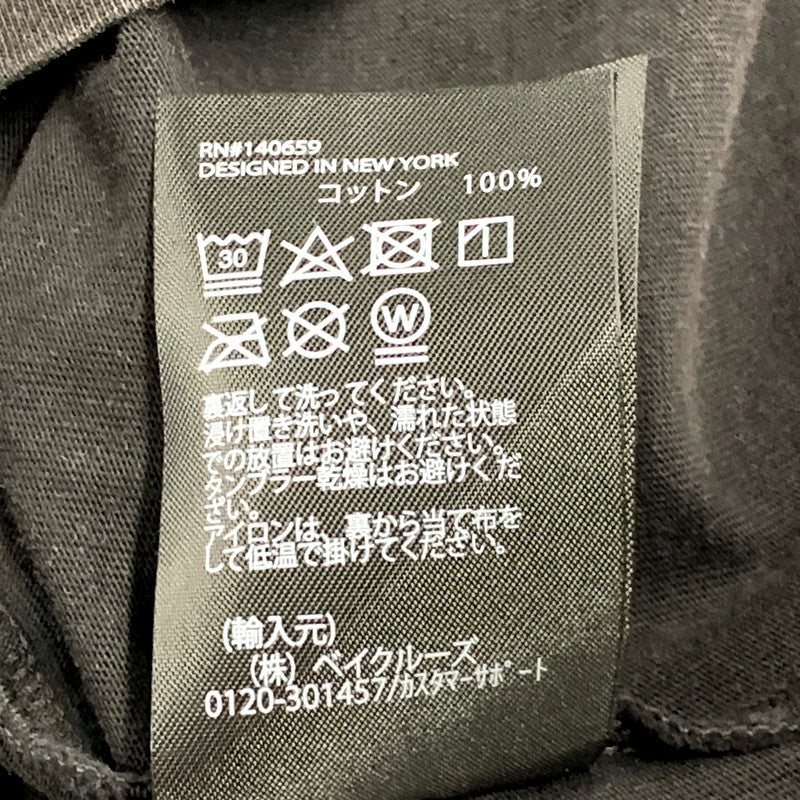 RN#140659
DESIGNED IN NEW YORK
コットン 100%
30
W
裏返して洗ってください。
浸け置き洗いや、濡れた状態
での放置はお避けください。
タンブラー乾燥はお避けくだ
さい。
アイロンは、裏から当て布を
して低温で掛けてください。
(輸入元)
(株) ベイクルーズ
0120-301457/カスタマーサポート